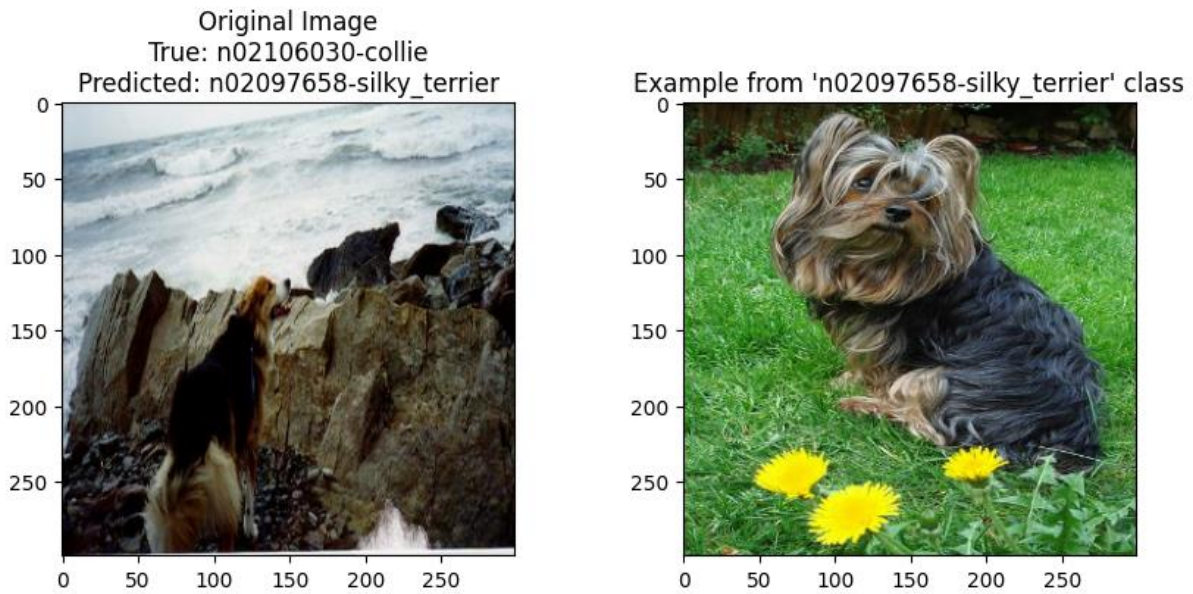 Original Image
True: n02106030-collie
Predicted: n02097658-silky_terrier
0
50
100
150
200
250
0 50 100 150 200 250
Example from 'n02097658-silky_terrier' class
0
50
100
150
200
250
0 50 100 150 200 250